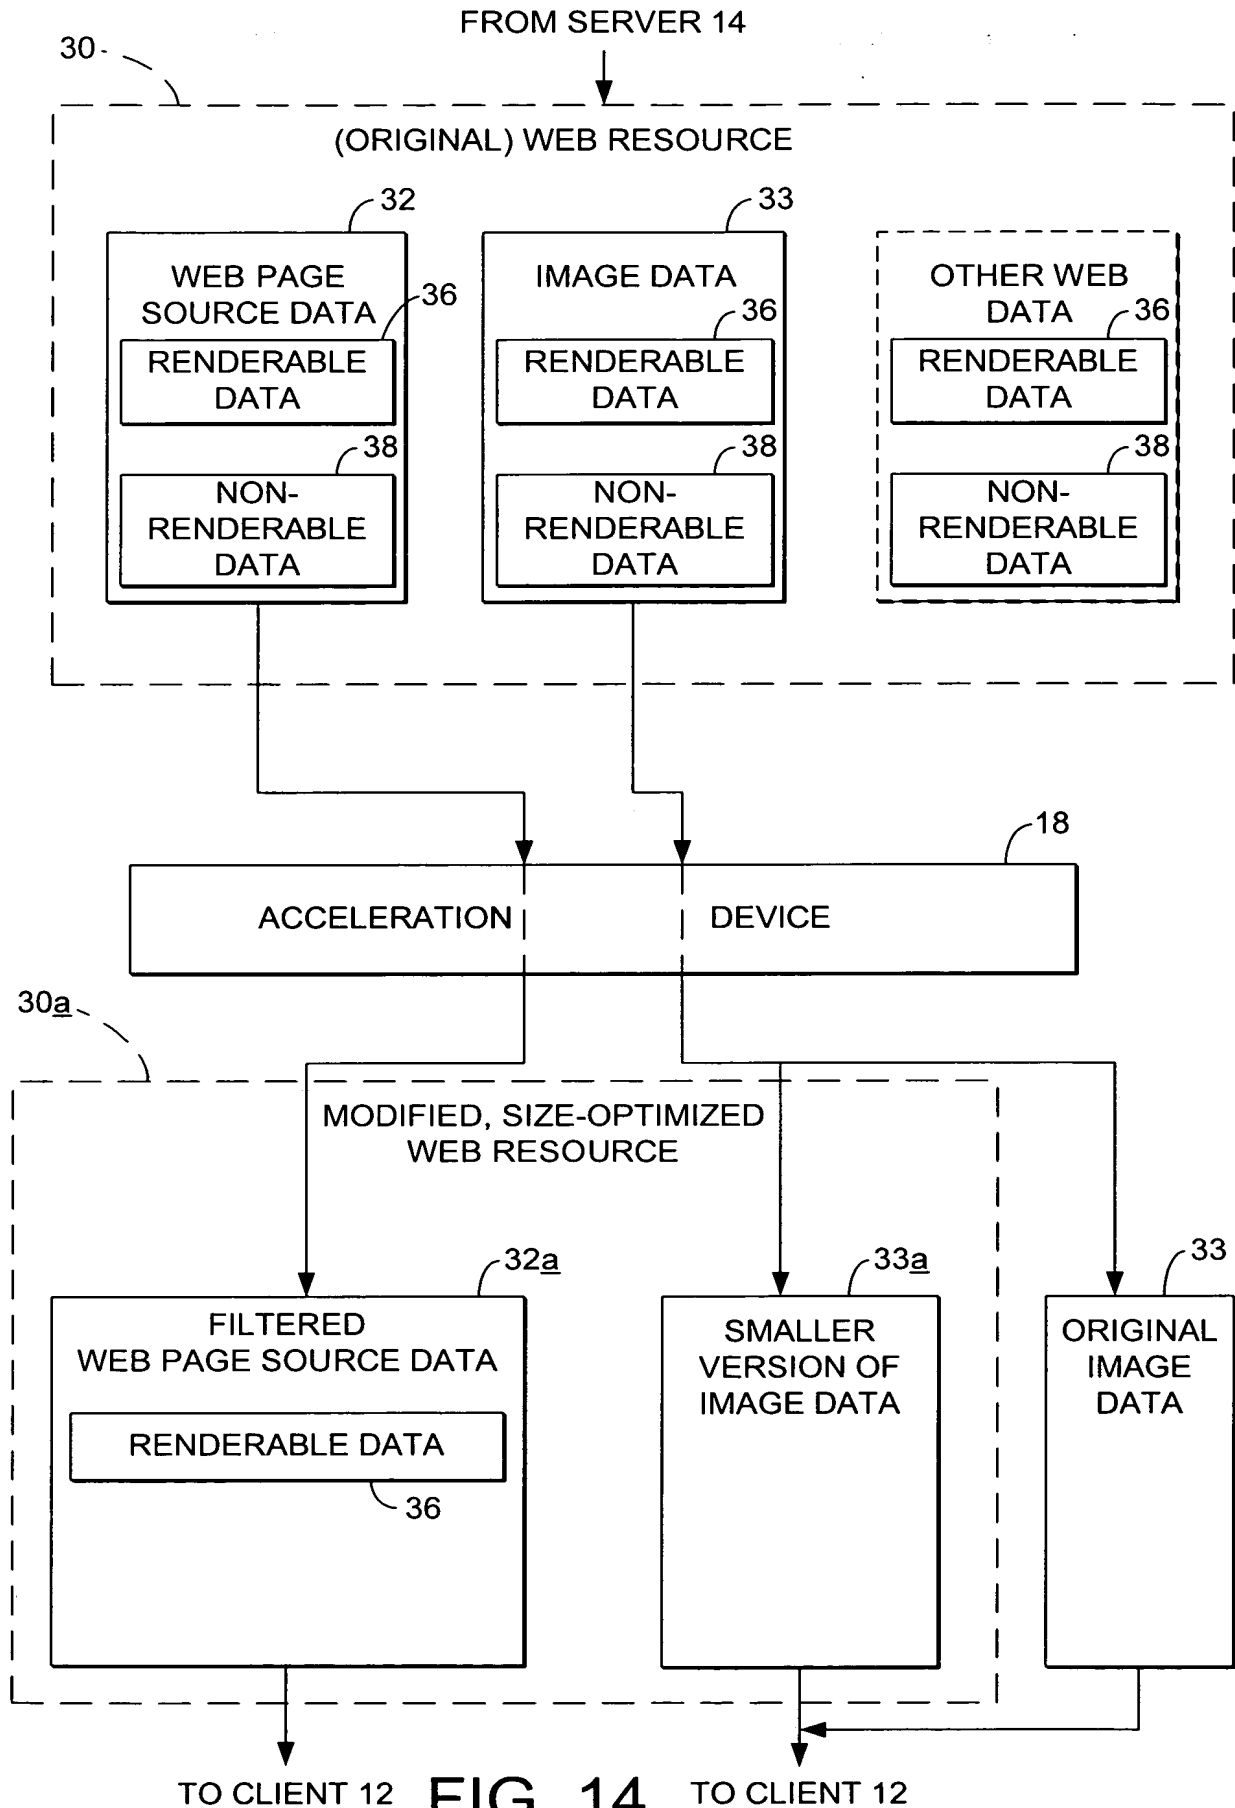 FROM SERVER 14
30
(ORIGINAL) WEB RESOURCE
32
WEB PAGE
SOURCE DATA
36
RENDERABLE
DATA
38
NON-
RENDERABLE
DATA
33
IMAGE DATA
36
RENDERABLE
DATA
38
NON-
RENDERABLE
DATA
OTHER WEB
DATA
36
RENDERABLE
DATA
38
NON-
RENDERABLE
DATA
18
ACCELERATION DEVICE
30a
MODIFIED, SIZE-OPTIMIZED
WEB RESOURCE
32a
FILTERED
WEB PAGE SOURCE DATA
RENDERABLE DATA
36
33a
SMALLER
VERSION OF
IMAGE DATA
33
ORIGINAL
IMAGE
DATA
TO CLIENT 12
FIG. 14
TO CLIENT 12